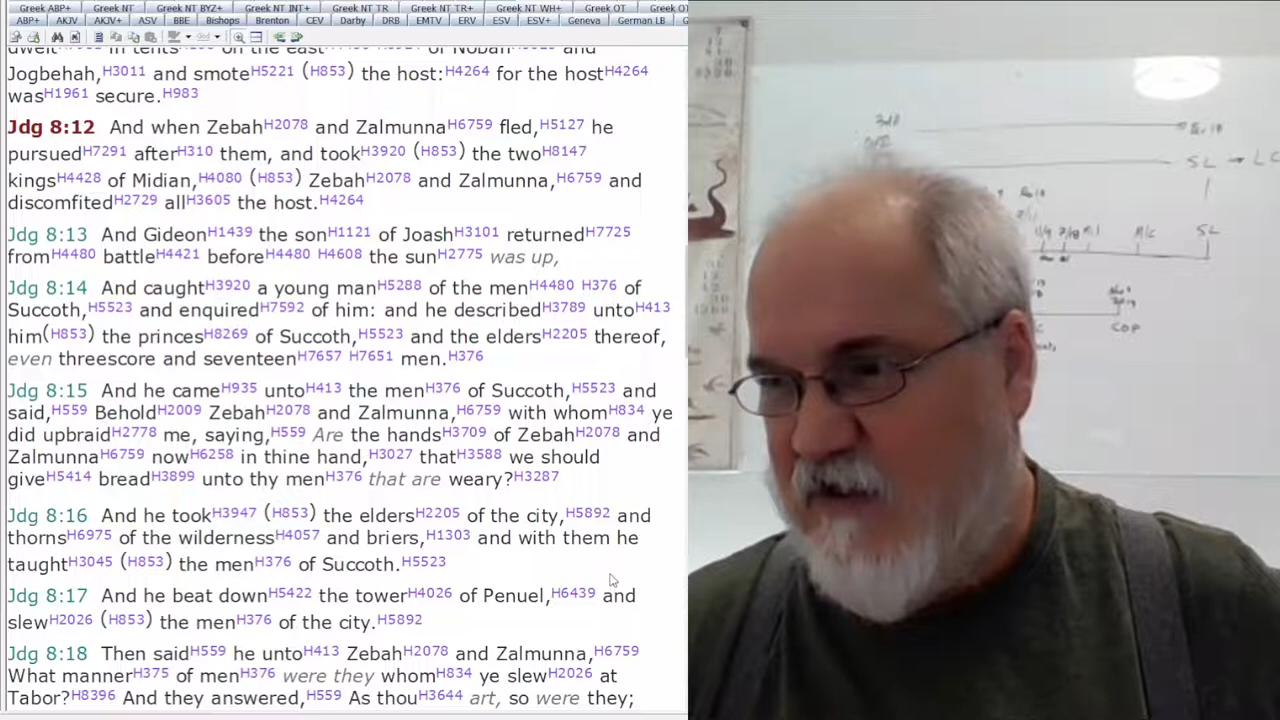 Greek ABP+ Greek NT Greek NT BYZ+ Greek NT INT+ Greek NT TR Greek NT TR+ Greek NT WH+ Greek OT
ABP+ AKJV AKJV+ ASV BBE Bishops Brenton CEV Darby DRB EMTV ERV ESV ESV+ Geneva German LB
dwelt in tents on the east of Nobah and
Jogbehah,H3011 and smoteH5221 (H853) the host:H4264 for the hostH4264
wasH1961 secure.H983
Jdg 8:12 And when ZebahH2078 and ZalmunnaH6759 fled,H5127 he
pursuedH7291 afterH310 them, and tookH3920 (H853) the twoH8147
kingsH4428 of Midian,H4080 (H853) ZebahH2078 and Zalmunna,H6759 and
discomfitedH2729 allH3605 the host.H4264
Jdg 8:13 And GideonH1439 the sonH1121 of JoashH3101 returnedH7725
fromH4480 battleH4421 beforeH4480 H4608 the sunH2775 was up,
Jdg 8:14 And caughtH3920 a young manH5288 of the menH4480 H376 of
Succoth,H5523 and enquiredH7592 of him: and he describedH3789 untoH413
him(H853) the princesH8269 of Succoth,H5523 and the eldersH2205 thereof,
even threescore and seventeenH7657 H7651 men.H376
Jdg 8:15 And he cameH935 untoH413 the menH376 of Succoth,H5523 and
said,H559 BeholdH2009 ZebahH2078 and Zalmunna,H6759 with whomH834 ye
did upbraidH2778 me, saying,H559 Are the handsH3709 of ZebahH2078 and
ZalmunnaH6759 nowH6258 in thine hand,H3027 thatH3588 we should
giveH5414 breadH3899 unto thy menH376 that are weary?H3287
Jdg 8:16 And he tookH3947 (H853) the eldersH2205 of the city,H5892 and
thornsH6975 of the wildernessH4057 and briers,H1303 and with them he
taughtH3045 (H853) the menH376 of Succoth.H5523
Jdg 8:17 And he beat downH5422 the towerH4026 of Penuel,H6439 and
slewH2026 (H853) the menH376 of the city.H5892
Jdg 8:18 Then saidH559 he untoH413 ZebahH2078 and Zalmunna,H6759
What mannerH375 of menH376 were they whomH834 ye slewH2026 at
Tabor?H8396 And they answered,H559 As thouH3644 art, so were they;
SL
SL
COP